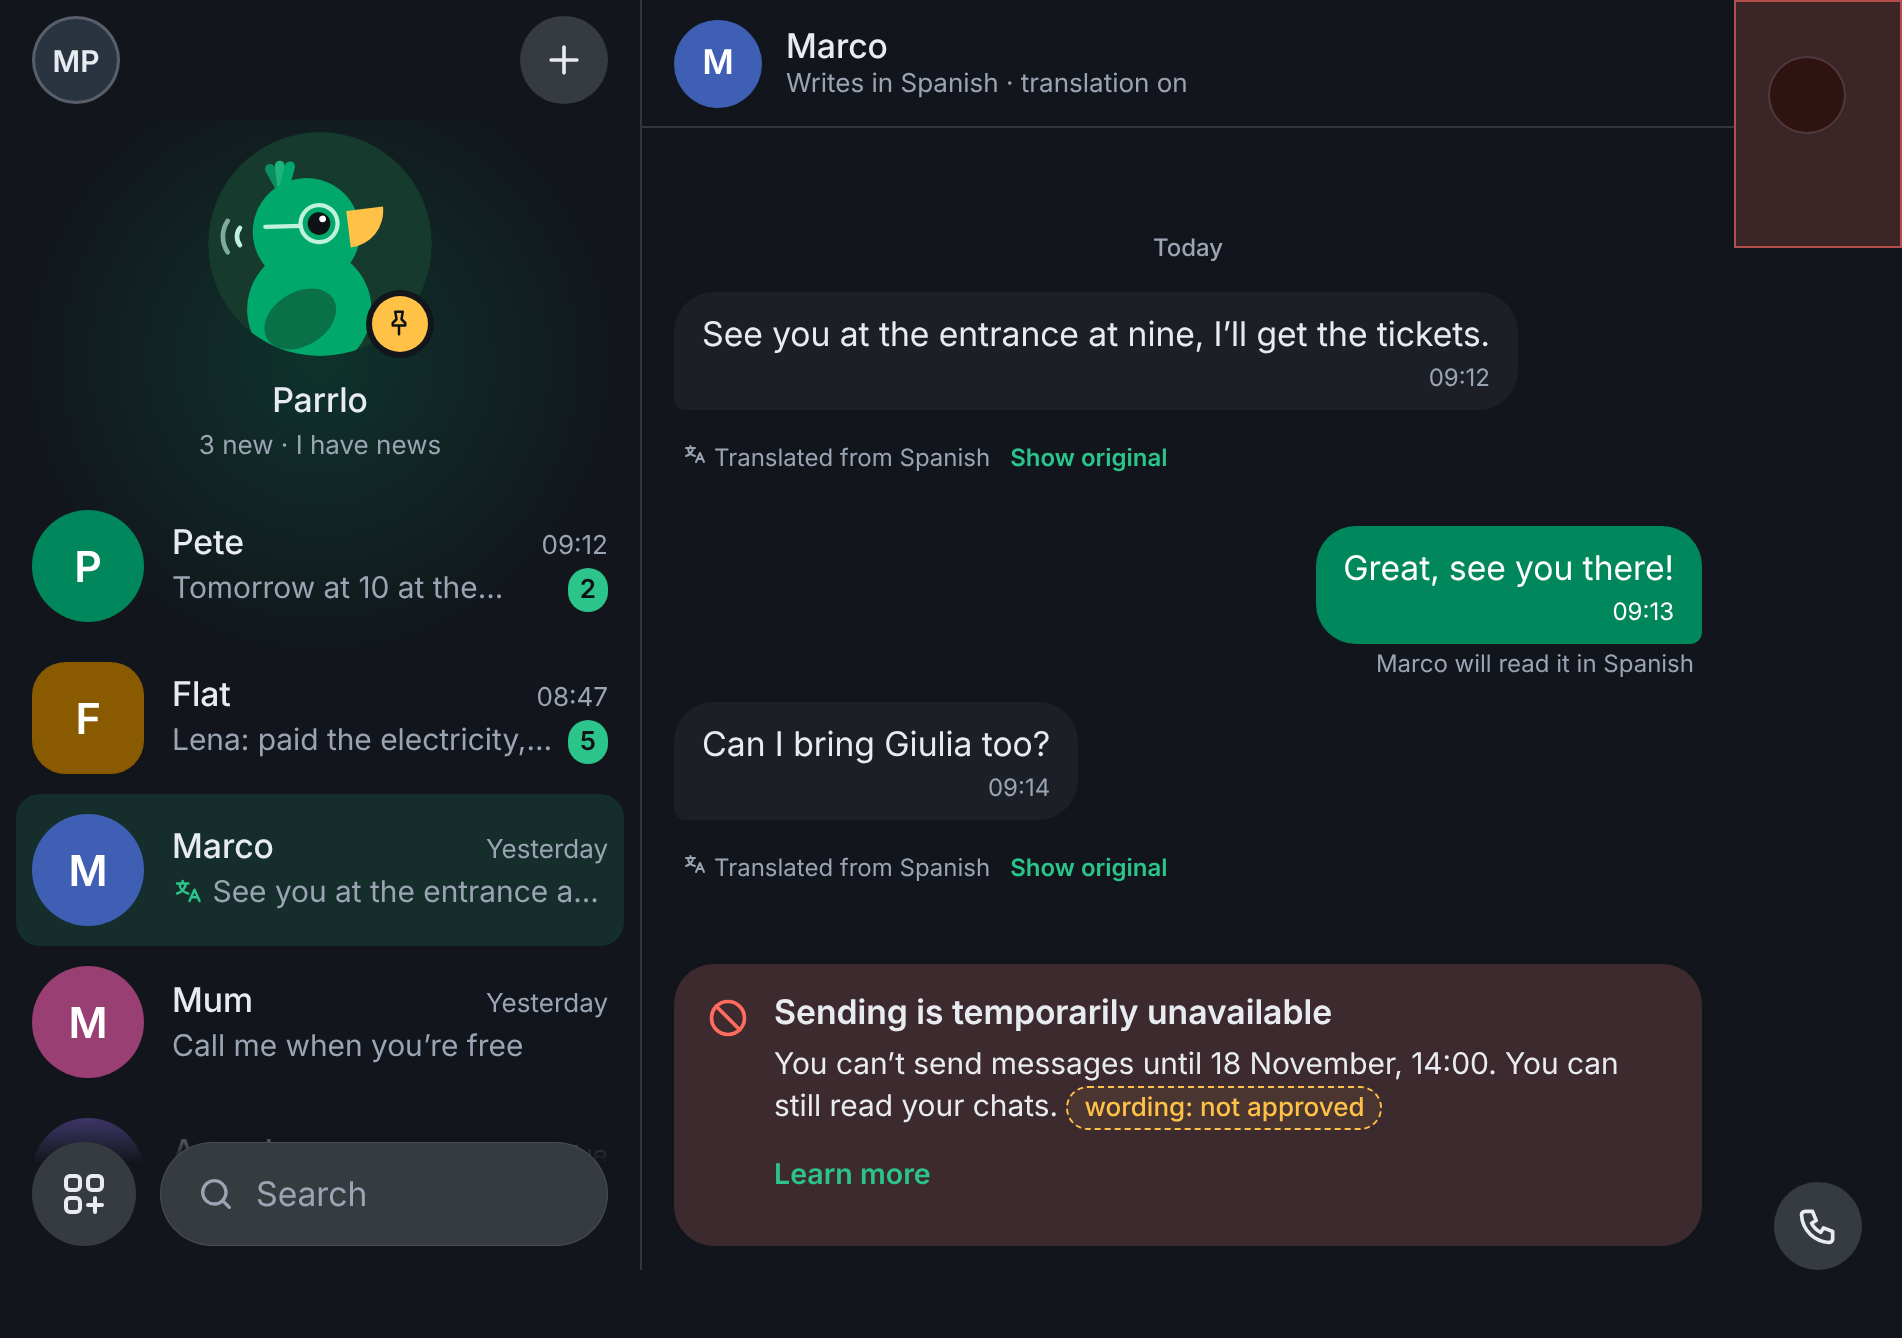 MP
Parrlo
3 new · I have news
P
Pete
09:12
Tomorrow at 10 at the...
2
F
Flat
08:47
Lena: paid the electricity,...
5
M
Marco
Yesterday
See you at the entrance a...
M
Mum
Yesterday
Call me when you’re free
Search
M
Marco
Writes in Spanish · translation on
Today
See you at the entrance at nine, I’ll get the tickets.
09:12
Translated from Spanish Show original
Great, see you there!
09:13
Marco will read it in Spanish
Can I bring Giulia too?
09:14
Translated from Spanish Show original
Sending is temporarily unavailable
You can’t send messages until 18 November, 14:00. You can
still read your chats. wording: not approved
Learn more